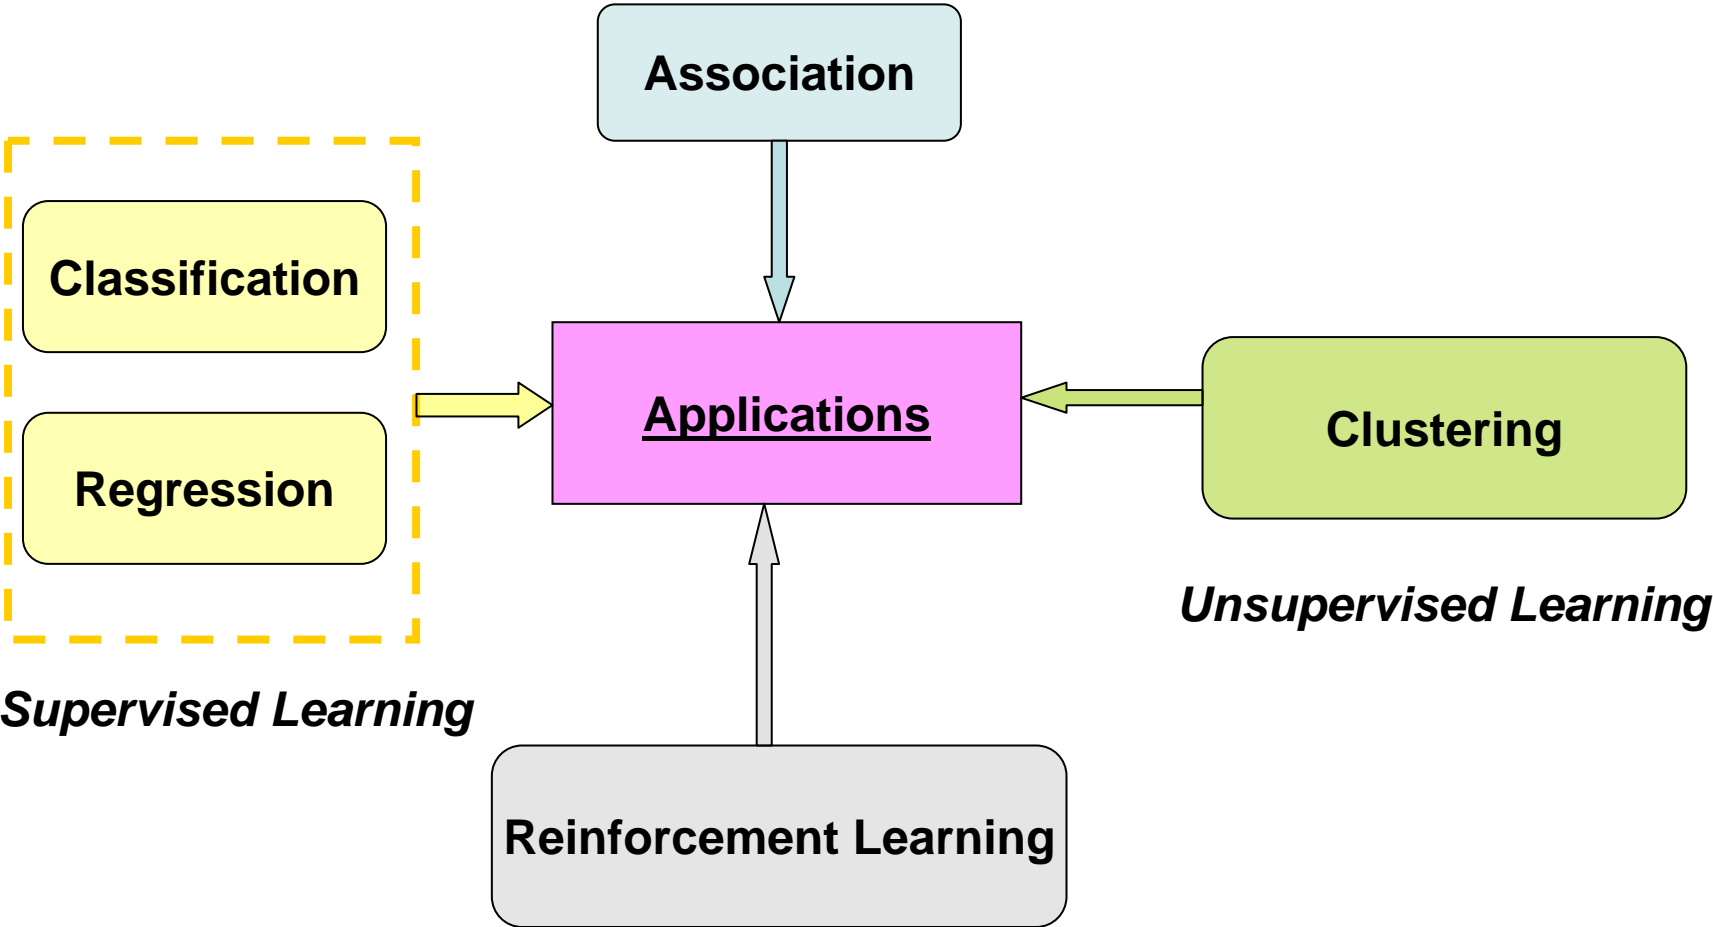 Association
Classification
Regression
Applications
Clustering
Unsupervised Learning
Supervised Learning
Reinforcement Learning